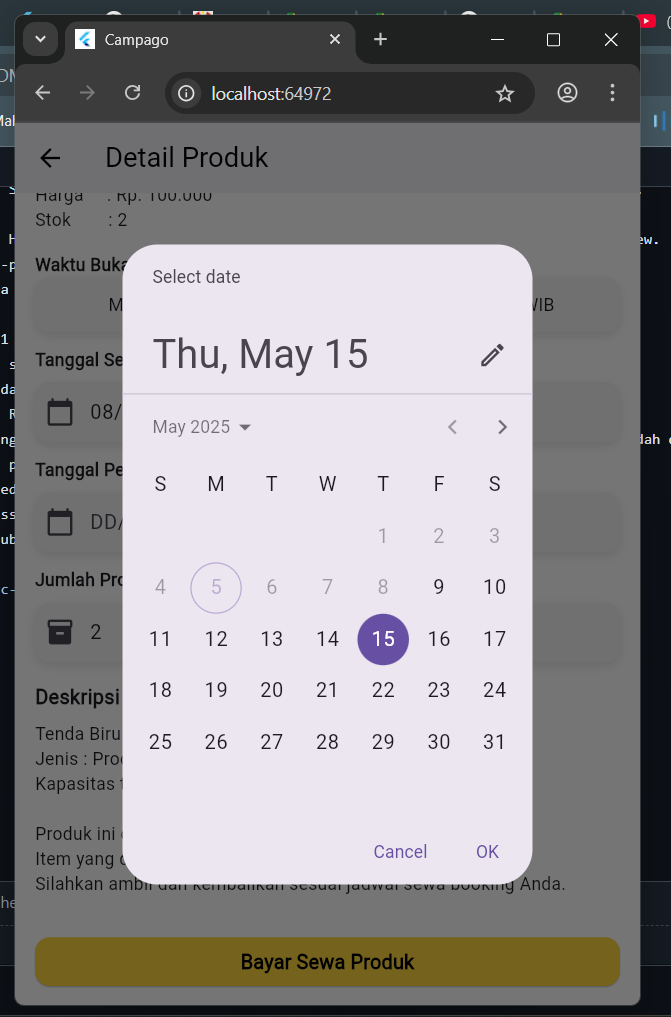 Campago
localhost:64972
Detail Produk
Harga : Rp. 100.000
Stok : 2
Waktu Buka
WIB
Tanggal Se
08/
Tanggal Pe
DD/
Jumlah Pro
2
Deskripsi
Tenda Biru
Jenis : Pro
Kapasitas t
Produk ini
Item yang
Silahkan ambil dan kembalikan sesuai jadwal sewa booking Anda.
Bayar Sewa Produk
Select date
Thu, May 15
May 2025
S M T W T F S
1 2 3
4 5 6 7 8 9 10
11 12 13 14 15 16 17
18 19 20 21 22 23 24
25 26 27 28 29 30 31
Cancel OK